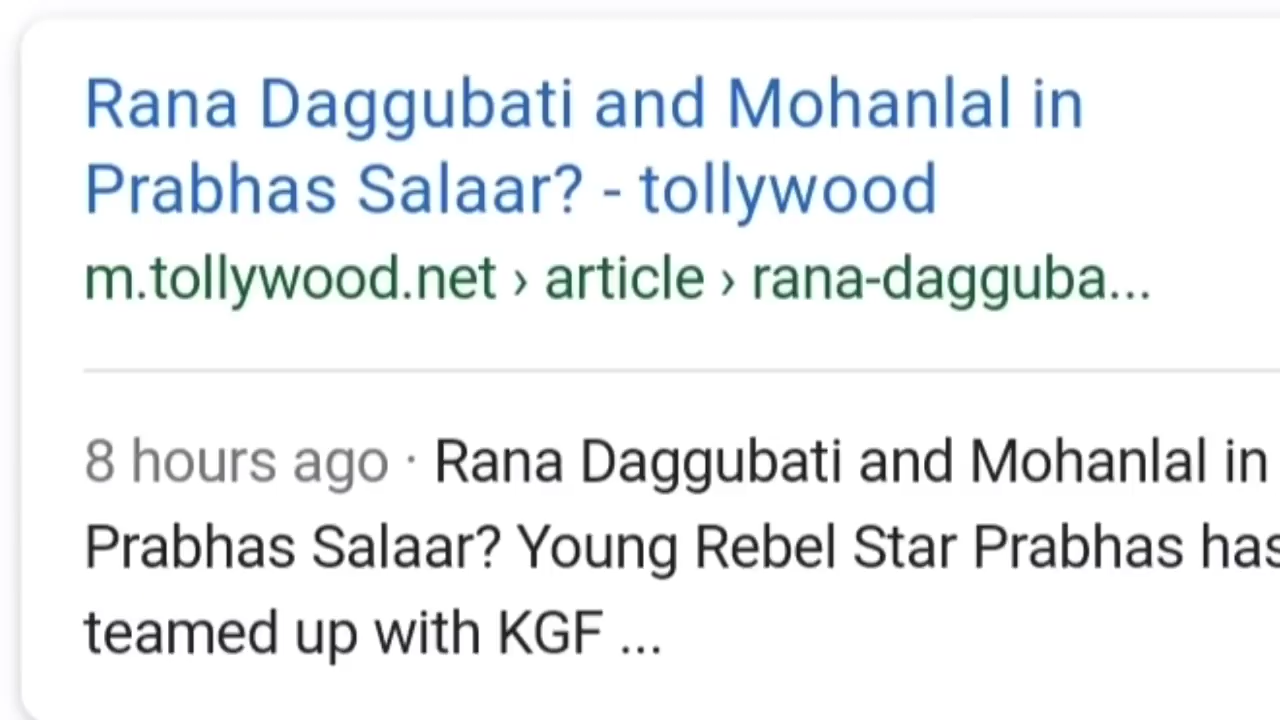 Rana Daggubati and Mohanlal in
Prabhas Salaar? - tollywood
m.tollywood.net › article › rana-dagguba...
8 hours ago · Rana Daggubati and Mohanlal in
Prabhas Salaar? Young Rebel Star Prabhas has
teamed up with KGF ...